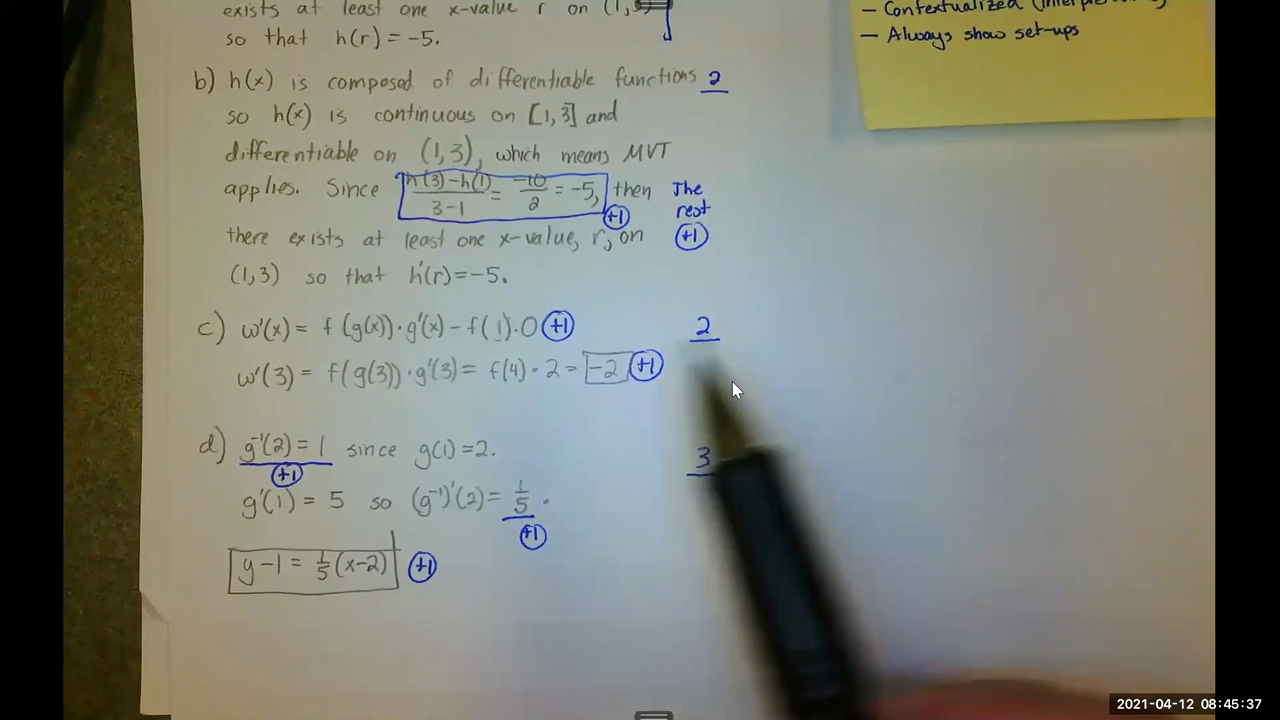 exists at least one x-value r on (1,3)
so that h(r) = -5.
— Contextualized
— Always show set-ups
b) h(x) is composed of differentiable functions 2
so h(x) is continuous on [1, 3] and
differentiable on (1,3), which means MVT
applies. Since h(3)-h(1)/3-1 = -10/2 = -5, then
+1
The
rest
+1
there exists at least one x-value, r, on
(1,3) so that h'(r) = -5.
c) w'(x) = f(g(x))·g'(x) - f(1)·0 +1
2
w'(3) = f(g(3))·g'(3) = f(4)·2 = -2 +1
d) g⁻¹(2) = 1 since g(1) = 2.
3
+1
g'(1) = 5 so (g⁻¹)'(2) = 1/5.
+1
y-1 = 1/5(x-2) +1
2021-04-12 08:45:37